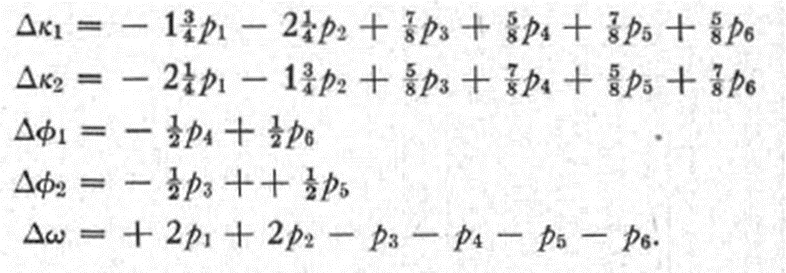 Δκ₁ = − 1¾p₁ − 2¼p₂ + ⅞p₃ + ⅝p₄ + ⅞p₅ + ⅝p₆
Δκ₂ = − 2¼p₁ − 1¾p₂ + ⅝p₃ + ⅞p₄ + ⅝p₅ + ⅞p₆
Δϕ₁ = − ½p₄ + ½p₆
Δϕ₂ = − ½p₃ + + ½p₅
Δω = + 2p₁ + 2p₂ − p₃ − p₄ − p₅ − p₆.